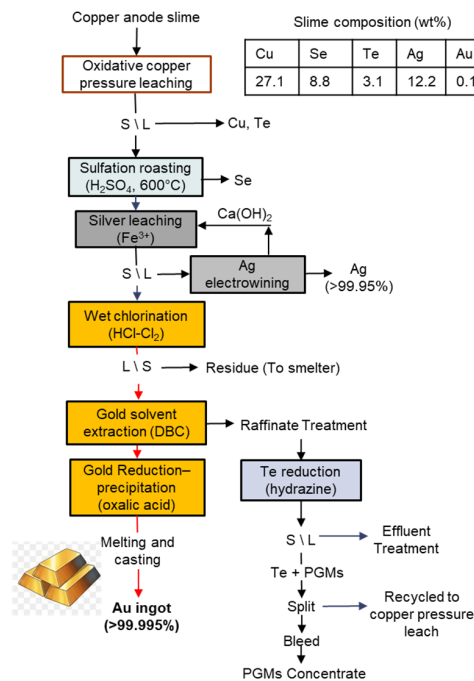 Copper anode slime
Slime composition (wt%)
Cu Se Te Ag Au
27.1 8.8 3.1 12.2 0.1
Oxidative copper
pressure leaching
S \ L
Cu, Te
Sulfation roasting
(H₂SO₄, 600°C)
Se
Silver leaching
(Fe³⁺)
Ca(OH)₂
S \ L
Ag
electrowining
Ag
(>99.95%)
Wet chlorination
(HCl-Cl₂)
L \ S
Residue (To smelter)
Gold solvent
extraction (DBC)
Raffinate Treatment
Gold Reduction–
precipitation
(oxalic acid)
Te reduction
(hydrazine)
Melting and
casting
S \ L
Effluent
Treatment
Te + PGMs
Au ingot
(>99.995%)
Split
Recycled to
copper pressure
leach
Bleed
PGMs Concentrate